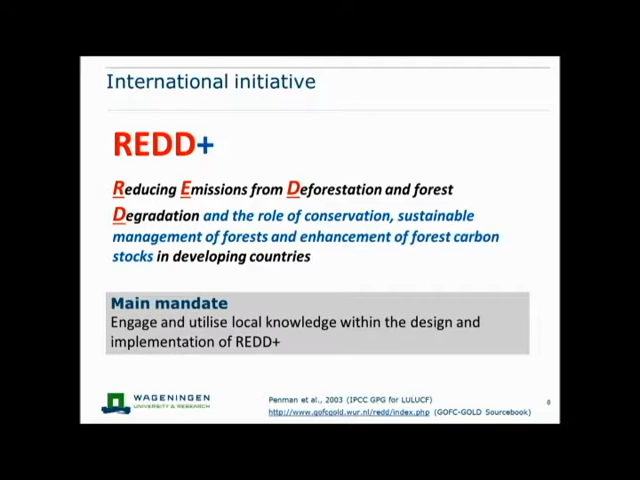 International initiative
REDD+
Reducing Emissions from Deforestation and forest
Degradation and the role of conservation, sustainable
management of forests and enhancement of forest carbon
stocks in developing countries
Main mandate
Engage and utilise local knowledge within the design and
implementation of REDD+
WAGENINGEN
UNIVERSITY & RESEARCH
Penman et al., 2003 (IPCC GPG for LULUCF)
http://www.gofcgold.wur.nl/redd/index.php (GOFC-GOLD Sourcebook)
8